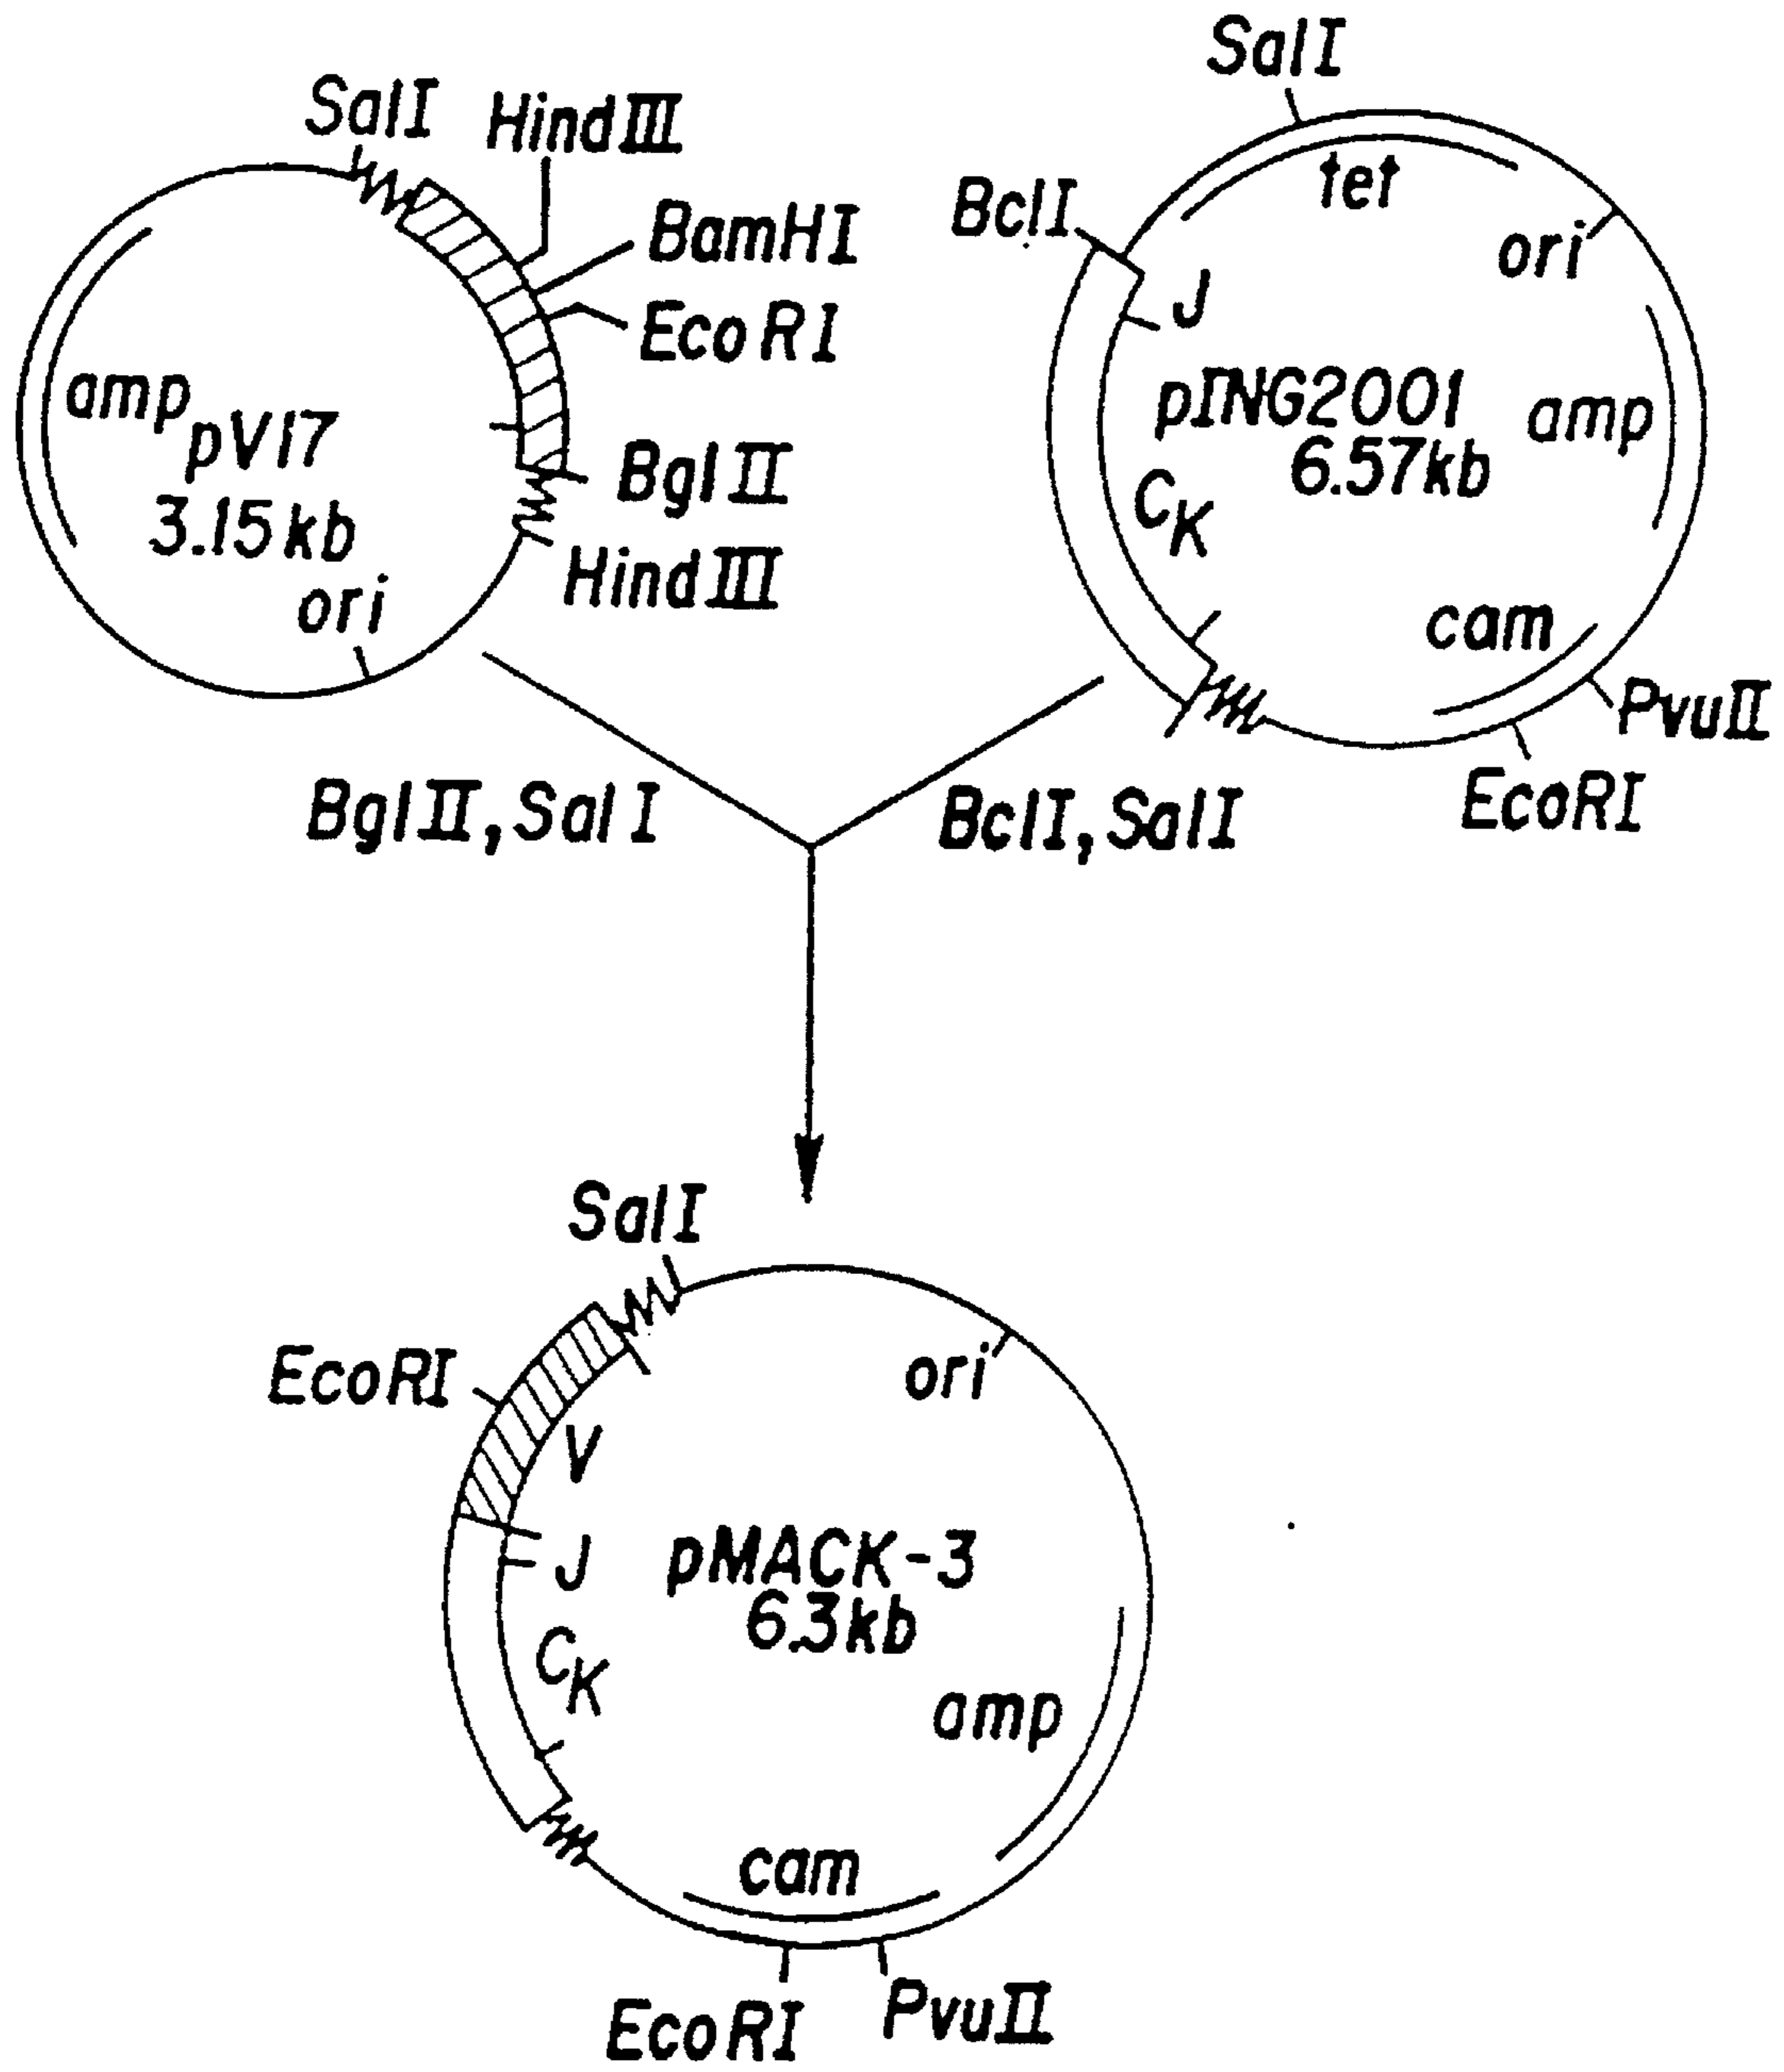 SalI
HindIII
BamHI
EcoRI
amp
pV17
3.15kb
BglII
HindIII
ori
SalI
tet
BclI
ori
J
pING2001
6.57kb
amp
CK
cam
PvuII
EcoRI
BglII, SalI
BclI, SalI
SalI
EcoRI
ori
V
J
pMACK-3
6.3kb
CK
amp
cam
EcoRI
PvuII